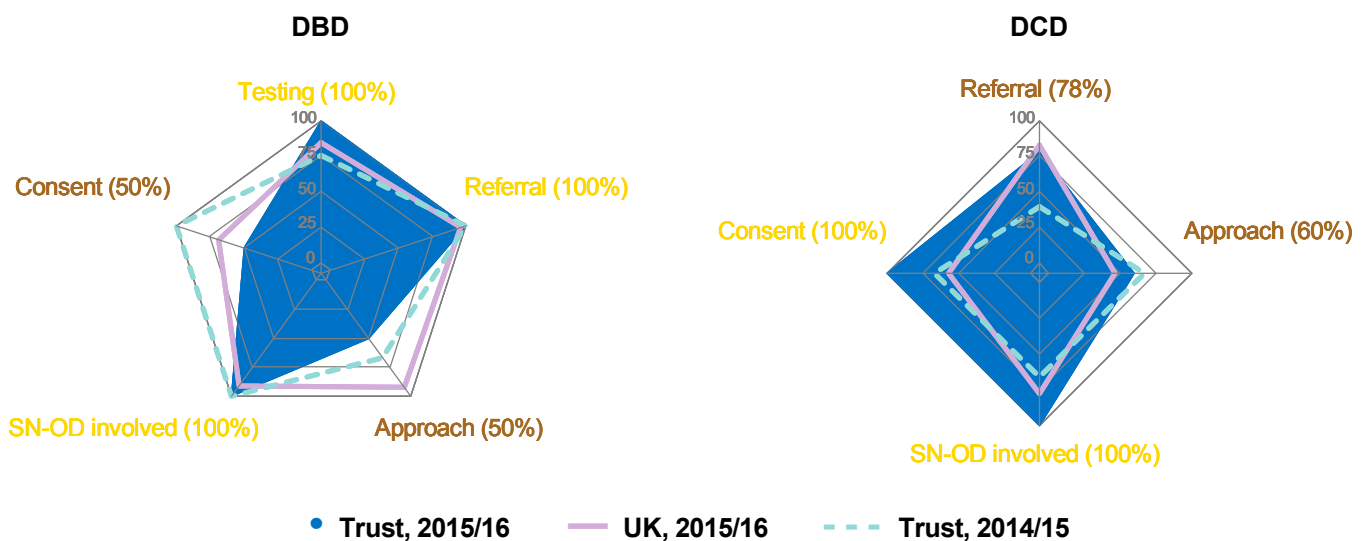 DBD
Testing (100%)
100
75
50
25
0
Consent (50%)
Referral (100%)
SN-OD involved (100%)
Approach (50%)
DCD
Referral (78%)
100
75
50
25
0
Consent (100%)
Approach (60%)
SN-OD involved (100%)
Trust, 2015/16
UK, 2015/16
Trust, 2014/15